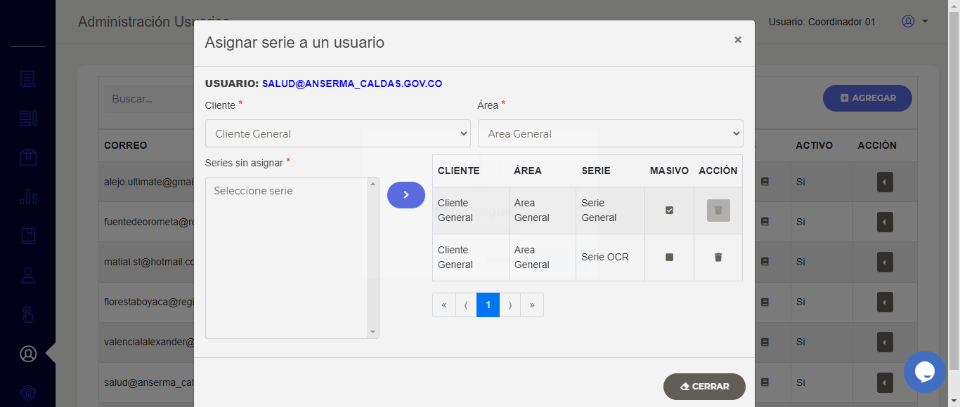 Administración
Usuario: Coordinador 01
Asignar serie a un usuario
×
USUARIO: SALUD@ANSERMA_CALDAS.GOV.CO
Cliente *
Área *
Cliente General
Area General
Series sin asignar *
Seleccione serie
CLIENTE ÁREA SERIE MASIVO ACCIÓN
Cliente General Area General Serie General
Cliente General Area General Serie OCR
« ⟨ 1 ⟩ »
CERRAR
Buscar...
AGREGAR
CORREO
ACTIVO ACCIÓN
alejo.ultimate@gmai
Si
fuentedeorometa@re
Si
matial.st@hotmail.co
Si
florestaboyaca@regi
Si
valencialalexander@
Si
salud@anserma_cal
Si